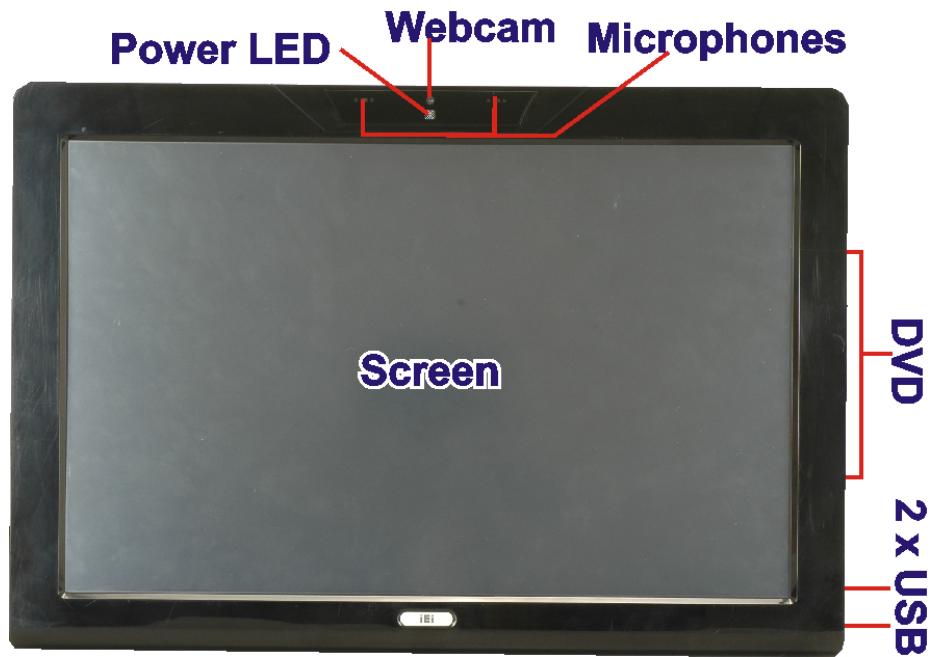 Webcam
Power LED
Microphones
Screen
DVD
2 x USB
iEi